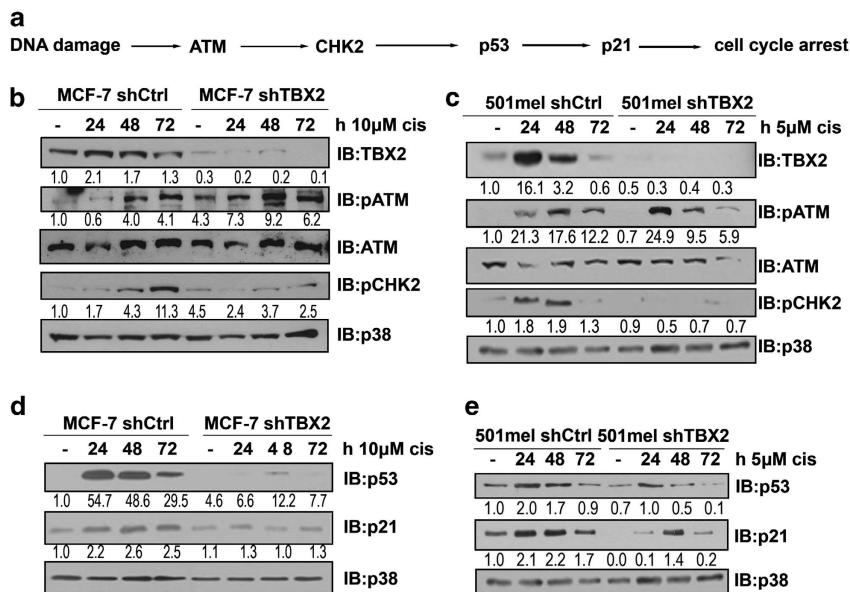 a
DNA damage ATM CHK2 p53 p21 cell cycle arrest
b
MCF-7 shCtrl MCF-7 shTBX2
- 24 48 72 - 24 48 72 h 10µM cis
IB:TBX2
1.0 2.1 1.7 1.3 0.3 0.2 0.2 0.1
IB:pATM
1.0 0.6 4.0 4.1 4.3 7.3 9.2 6.2
IB:ATM
IB:pCHK2
1.0 1.7 4.3 11.3 4.5 2.4 3.7 2.5
IB:p38
c
501mel shCtrl 501mel shTBX2
- 24 48 72 - 24 48 72 h 5µM cis
IB:TBX2
1.0 16.1 3.2 0.6 0.5 0.3 0.4 0.3
IB:pATM
1.0 21.3 17.6 12.2 0.7 24.9 9.5 5.9
IB:ATM
IB:pCHK2
1.0 1.8 1.9 1.3 0.9 0.5 0.7 0.7
IB:p38
d
MCF-7 shCtrl MCF-7 shTBX2
- 24 48 72 - 24 4 8 72 h 10µM cis
IB:p53
1.0 54.7 48.6 29.5 4.6 6.6 12.2 7.7
IB:p21
1.0 2.2 2.6 2.5 1.1 1.3 1.0 1.3
IB:p38
e
501mel shCtrl 501mel shTBX2
- 24 48 72 - 24 48 72 h 5µM cis
IB:p53
1.0 2.0 1.7 0.9 0.7 1.0 0.5 0.1
IB:p21
1.0 2.1 2.2 1.7 0.0 0.1 1.4 0.2
IB:p38